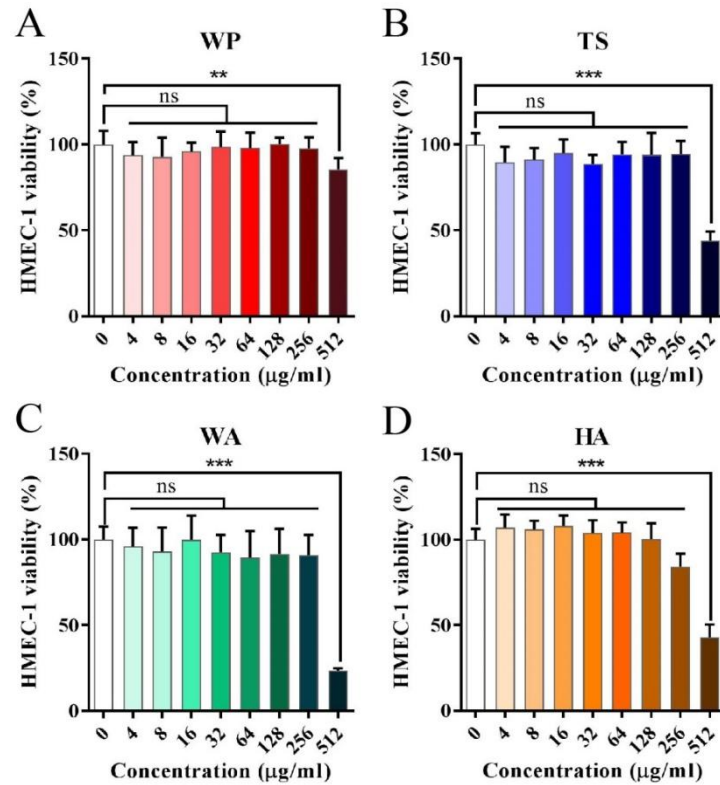 A
WP
HMEC-1 viability (%)
150
100
50
0
**
ns
0 4 8 16 32 64 128 256 512
Concentration (μg/ml)
B
TS
HMEC-1 viability (%)
150
100
50
0
***
ns
0 4 8 16 32 64 128 256 512
Concentration (μg/ml)
C
WA
HMEC-1 viability (%)
150
100
50
0
***
ns
0 4 8 16 32 64 128 256 512
Concentration (μg/ml)
D
HA
HMEC-1 viability (%)
150
100
50
0
***
ns
0 4 8 16 32 64 128 256 512
Concentration (μg/ml)